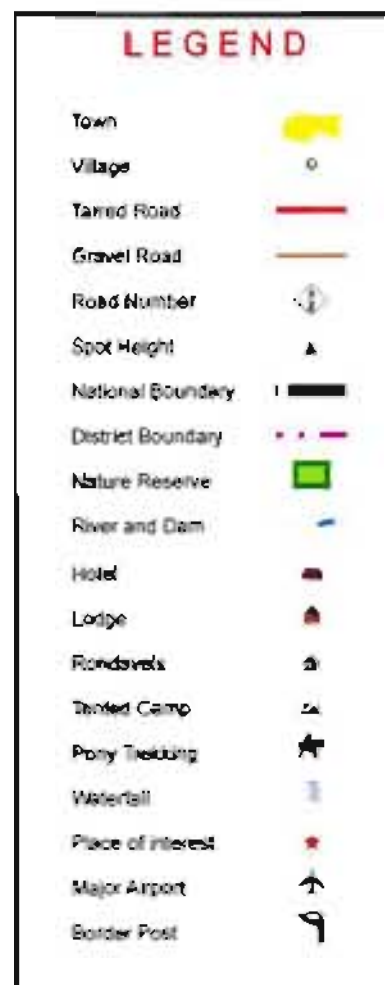 LEGEND
Town
Village
Tarred Road
Gravel Road
Road Number
Spot Height
National Boundary
District Boundary
Nature Reserve
River and Dam
Hotel
Lodge
Rondavels
Tented Camp
Pony Trekking
Waterfall
Place of interest
Major Airport
Border Post